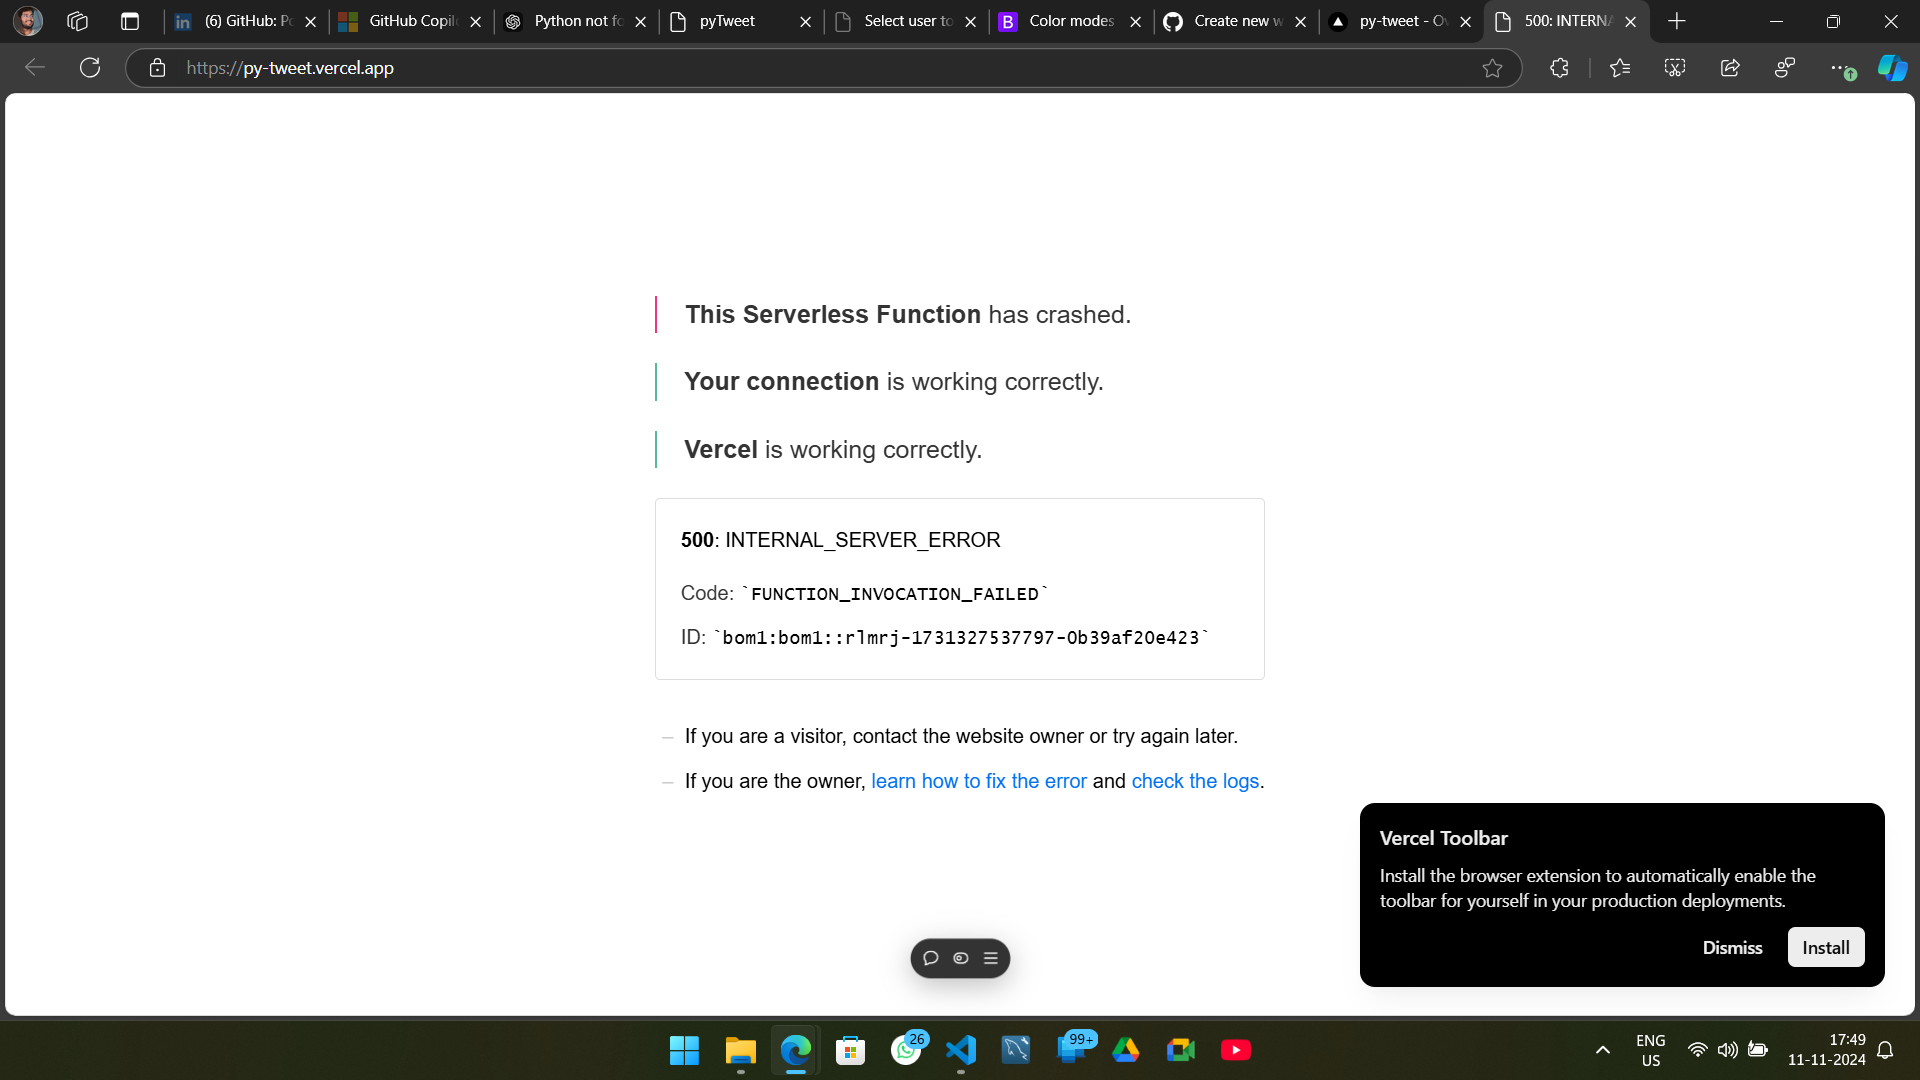 (6) GitHub: Po
GitHub Copil
Python not fo
pyTweet
Select user to
Color modes
Create new w
py-tweet - Ov
500: INTERNA
https://py-tweet.vercel.app
This Serverless Function has crashed.
Your connection is working correctly.
Vercel is working correctly.
500: INTERNAL_SERVER_ERROR
Code: `FUNCTION_INVOCATION_FAILED`
ID: `bom1:bom1::rlmrj-1731327537797-0b39af20e423`
– If you are a visitor, contact the website owner or try again later.
– If you are the owner, learn how to fix the error and check the logs.
Vercel Toolbar
Install the browser extension to automatically enable the
toolbar for yourself in your production deployments.
Dismiss
Install
26
99+
ENG
US
17:49
11-11-2024